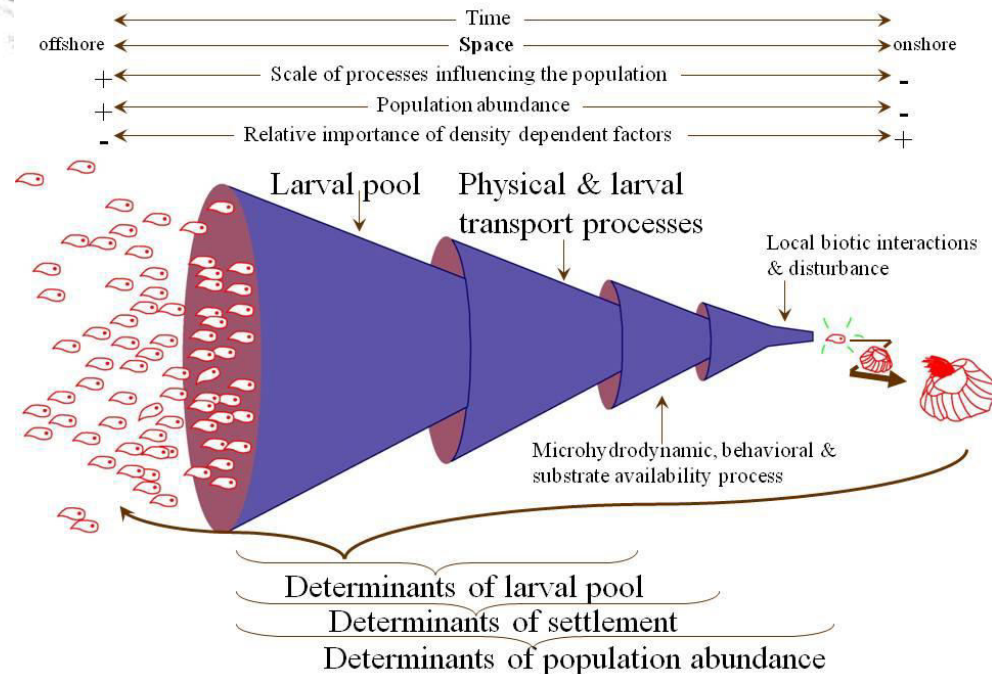 Time
offshore Space onshore
+ Scale of processes influencing the population -
+ Population abundance -
- Relative importance of density dependent factors +
Larval pool
Physical & larval
transport processes
Local biotic interactions
& disturbance
Microhydrodynamic, behavioral &
substrate availability process
Determinants of larval pool
Determinants of settlement
Determinants of population abundance